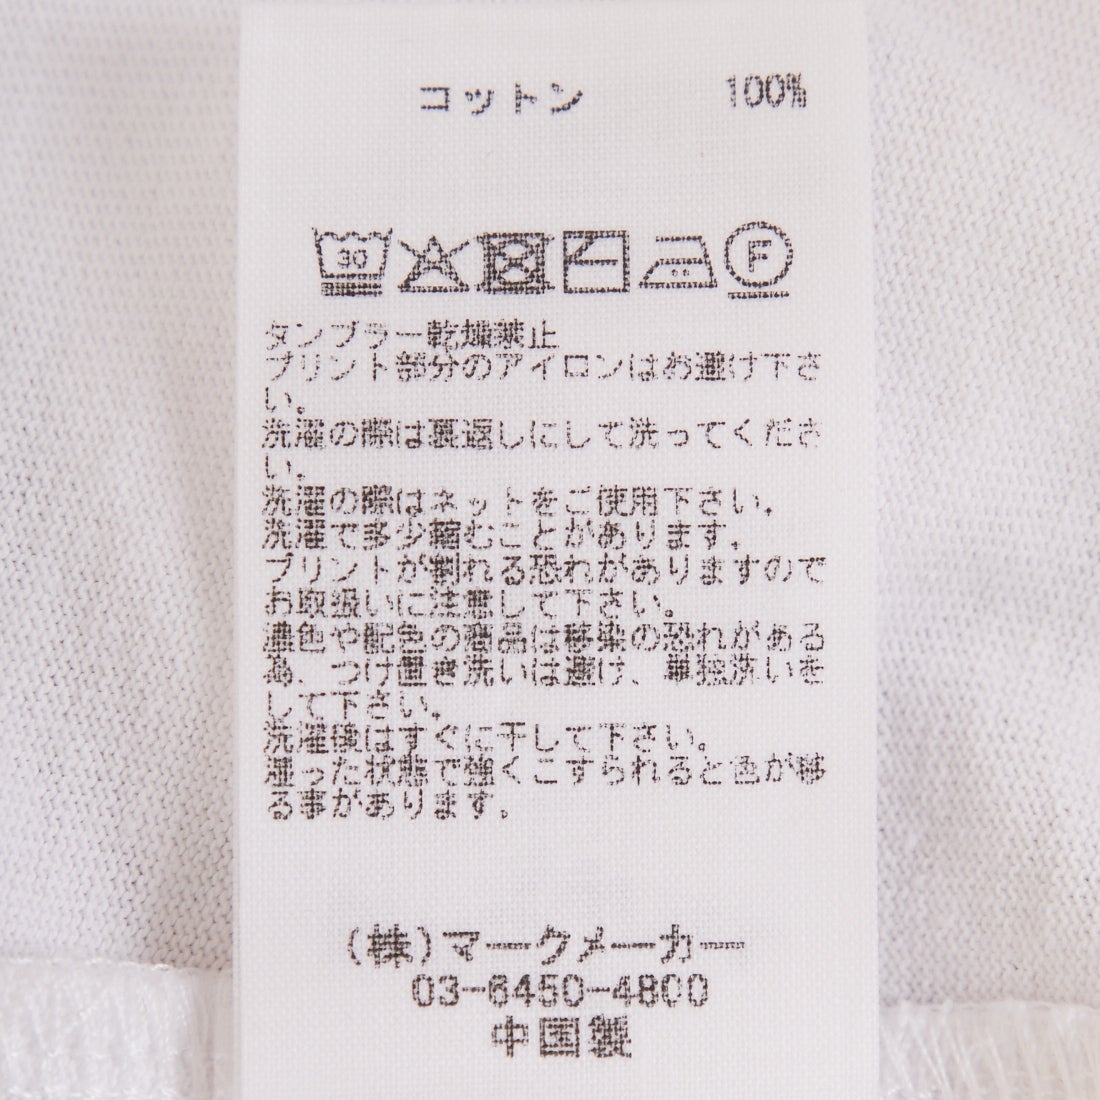 コットン 100%
30 F
タンブラー乾燥禁止
プリント部分のアイロンはお避け下さ
い。
洗濯の際は裏返しにして洗ってくださ
い。
洗濯の際はネットをご使用下さい。
洗濯で多少縮むことがあります。
プリントが割れる恐れがありますので
お取扱いに注意して下さい。
濃色や配色の商品は移染の恐れがある
為、つけ置き洗いは避け、単独洗いを
して下さい。
洗濯後はすぐに干して下さい。
湿った状態で強くこすられると色が移
る事があります。
(株)マークメーカー
03-6450-4800
中国製